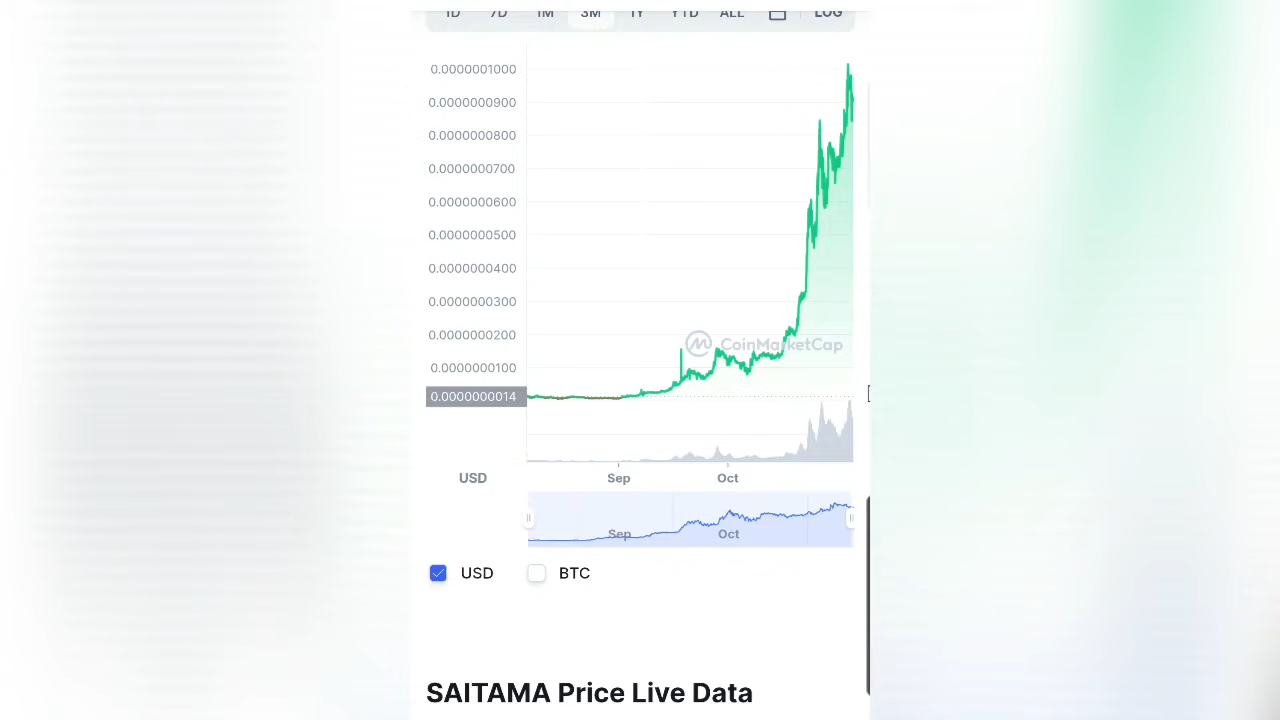 1D 7D 1M 3M 1Y YTD ALL LOG
0.0000001000
0.0000000900
0.0000000800
0.0000000700
0.0000000600
0.0000000500
0.0000000400
0.0000000300
0.0000000200
CoinMarketCap
0.0000000100
0.0000000014
USD Sep Oct
Sep Oct
USD BTC
SAITAMA Price Live Data